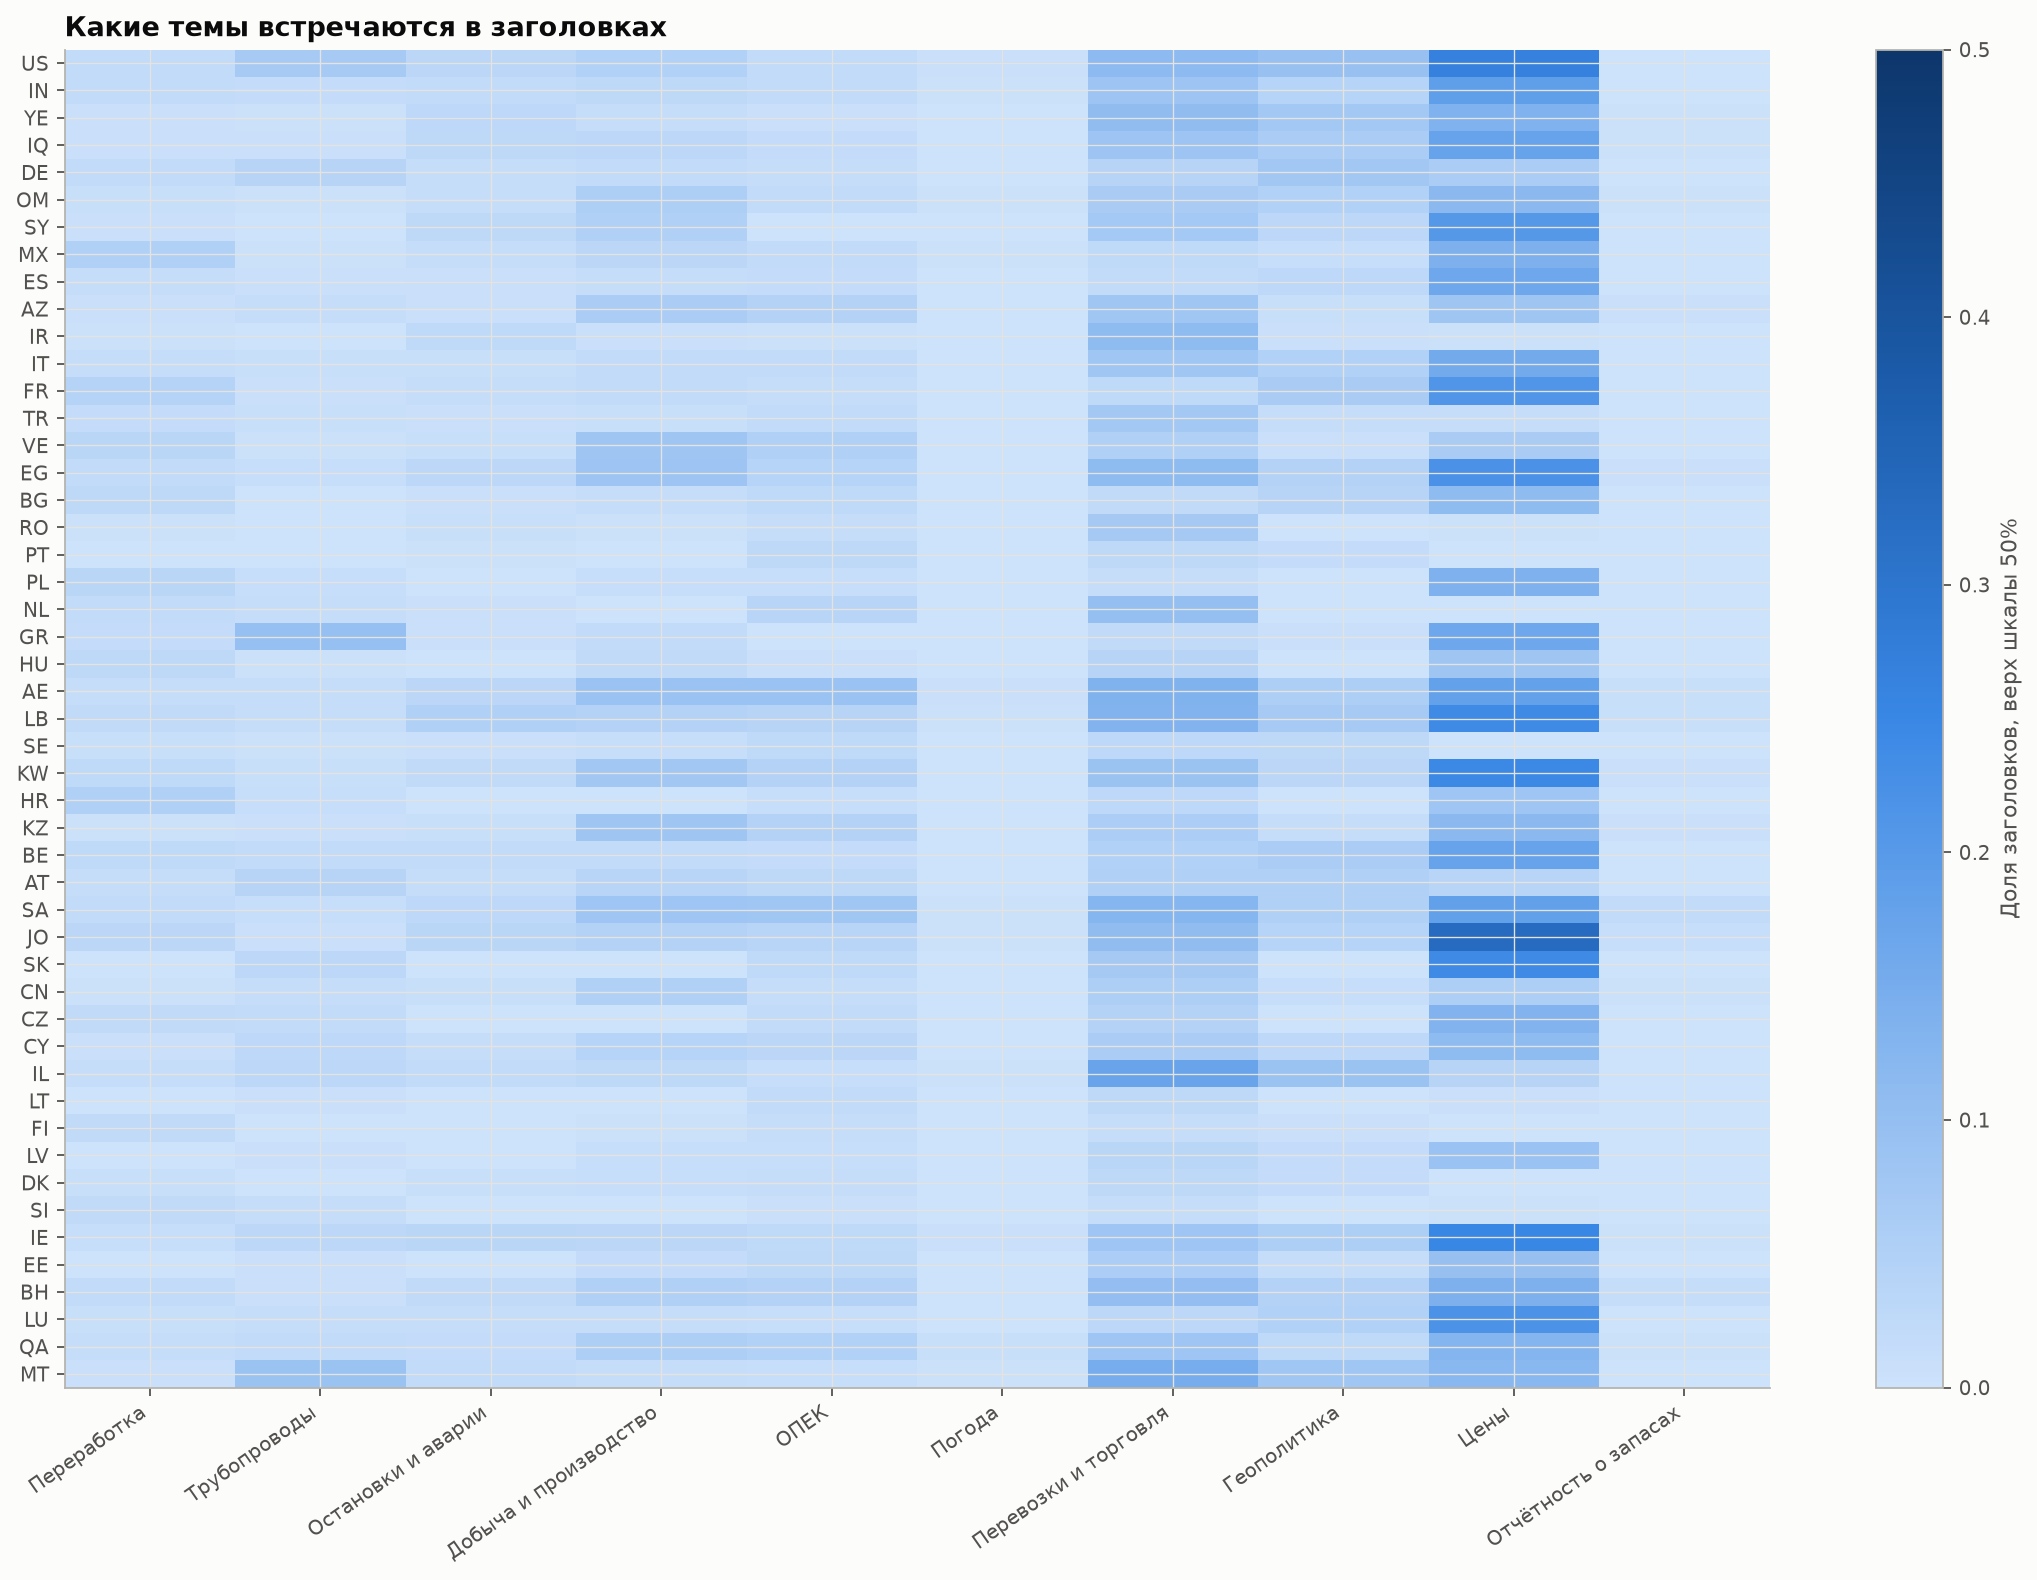 Какие темы встречаются в заголовках
US
IN
YE
IQ
DE
OM
SY
MX
ES
AZ
IR
IT
FR
TR
VE
EG
BG
RO
PT
PL
NL
GR
HU
AE
LB
SE
KW
HR
KZ
BE
AT
SA
JO
SK
CN
CZ
CY
IL
LT
FI
LV
DK
SI
IE
EE
BH
LU
QA
MT
Переработка
Трубопроводы
Остановки и аварии
Добыча и производство
ОПЕК
Погода
Перевозки и торговля
Геополитика
Цены
Отчётность о запасах
0.5
0.4
0.3
0.2
0.1
0.0
Доля заголовков, верх шкалы 50%